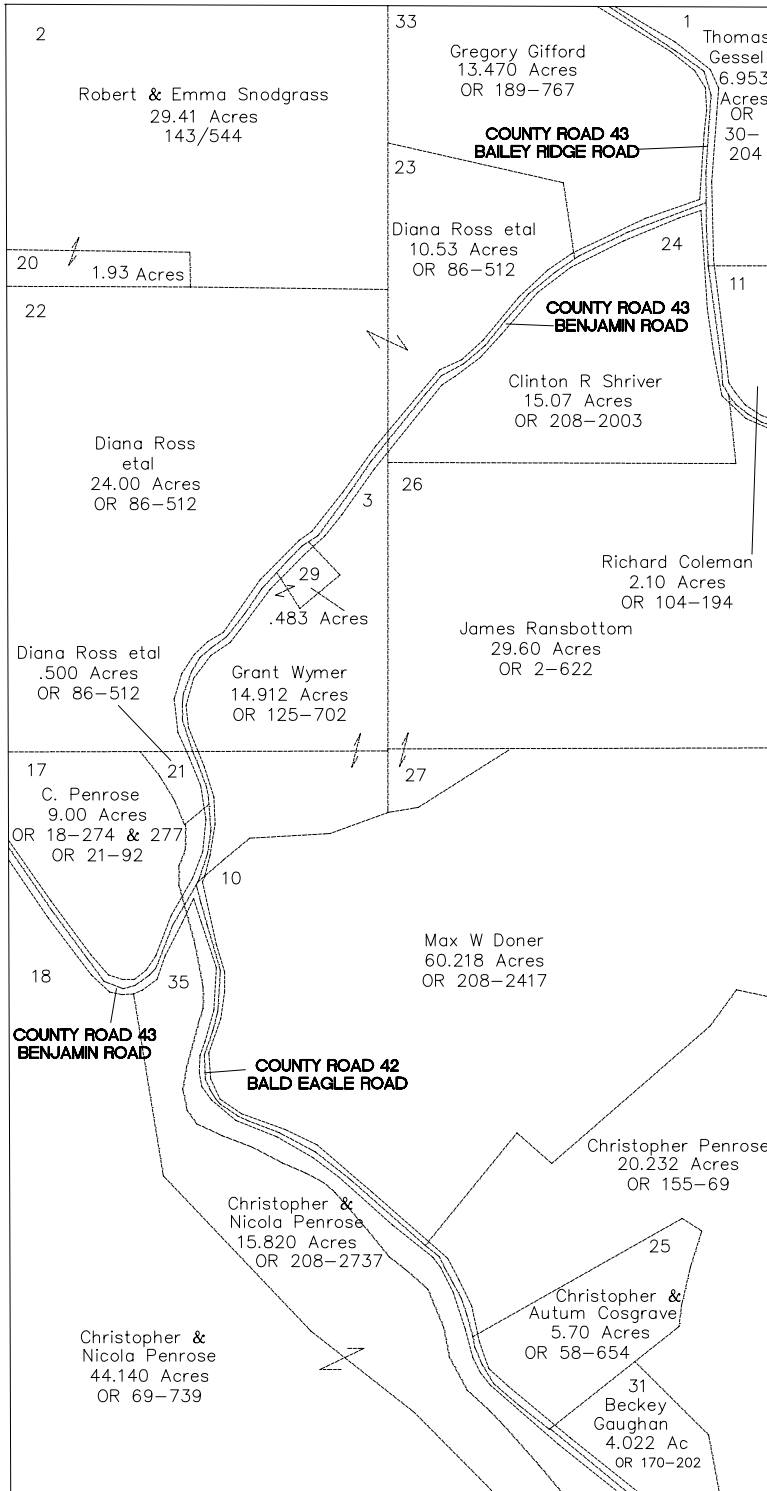 2
33
1
Robert & Emma Snodgrass
29.41 Acres
143/544
Gregory Gifford
13.470 Acres
OR 189-767
Thomas
Gessel
6.953
Acres
OR
30-
204
COUNTY ROAD 43
BAILEY RIDGE ROAD
23
Diana Ross etal
10.53 Acres
OR 86-512
24
20
1.93 Acres
11
22
COUNTY ROAD 43
BENJAMIN ROAD
Clinton R Shriver
15.07 Acres
OR 208-2003
Diana Ross
etal
24.00 Acres
OR 86-512
3
26
29
.483 Acres
Richard Coleman
2.10 Acres
OR 104-194
James Ransbottom
29.60 Acres
OR 2-622
Diana Ross etal
.500 Acres
OR 86-512
Grant Wymer
14.912 Acres
OR 125-702
17
21
27
C. Penrose
9.00 Acres
OR 18-274 & 277
OR 21-92
10
Max W Doner
60.218 Acres
OR 208-2417
18
35
COUNTY ROAD 43
BENJAMIN ROAD
COUNTY ROAD 42
BALD EAGLE ROAD
Christopher Penrose
20.232 Acres
OR 155-69
Christopher &
Nicola Penrose
15.820 Acres
OR 208-2737
25
Christopher &
Autum Cosgrave
5.70 Acres
OR 58-654
Christopher &
Nicola Penrose
44.140 Acres
OR 69-739
31
Beckey
Gaughan
4.022 Ac
OR 170-202